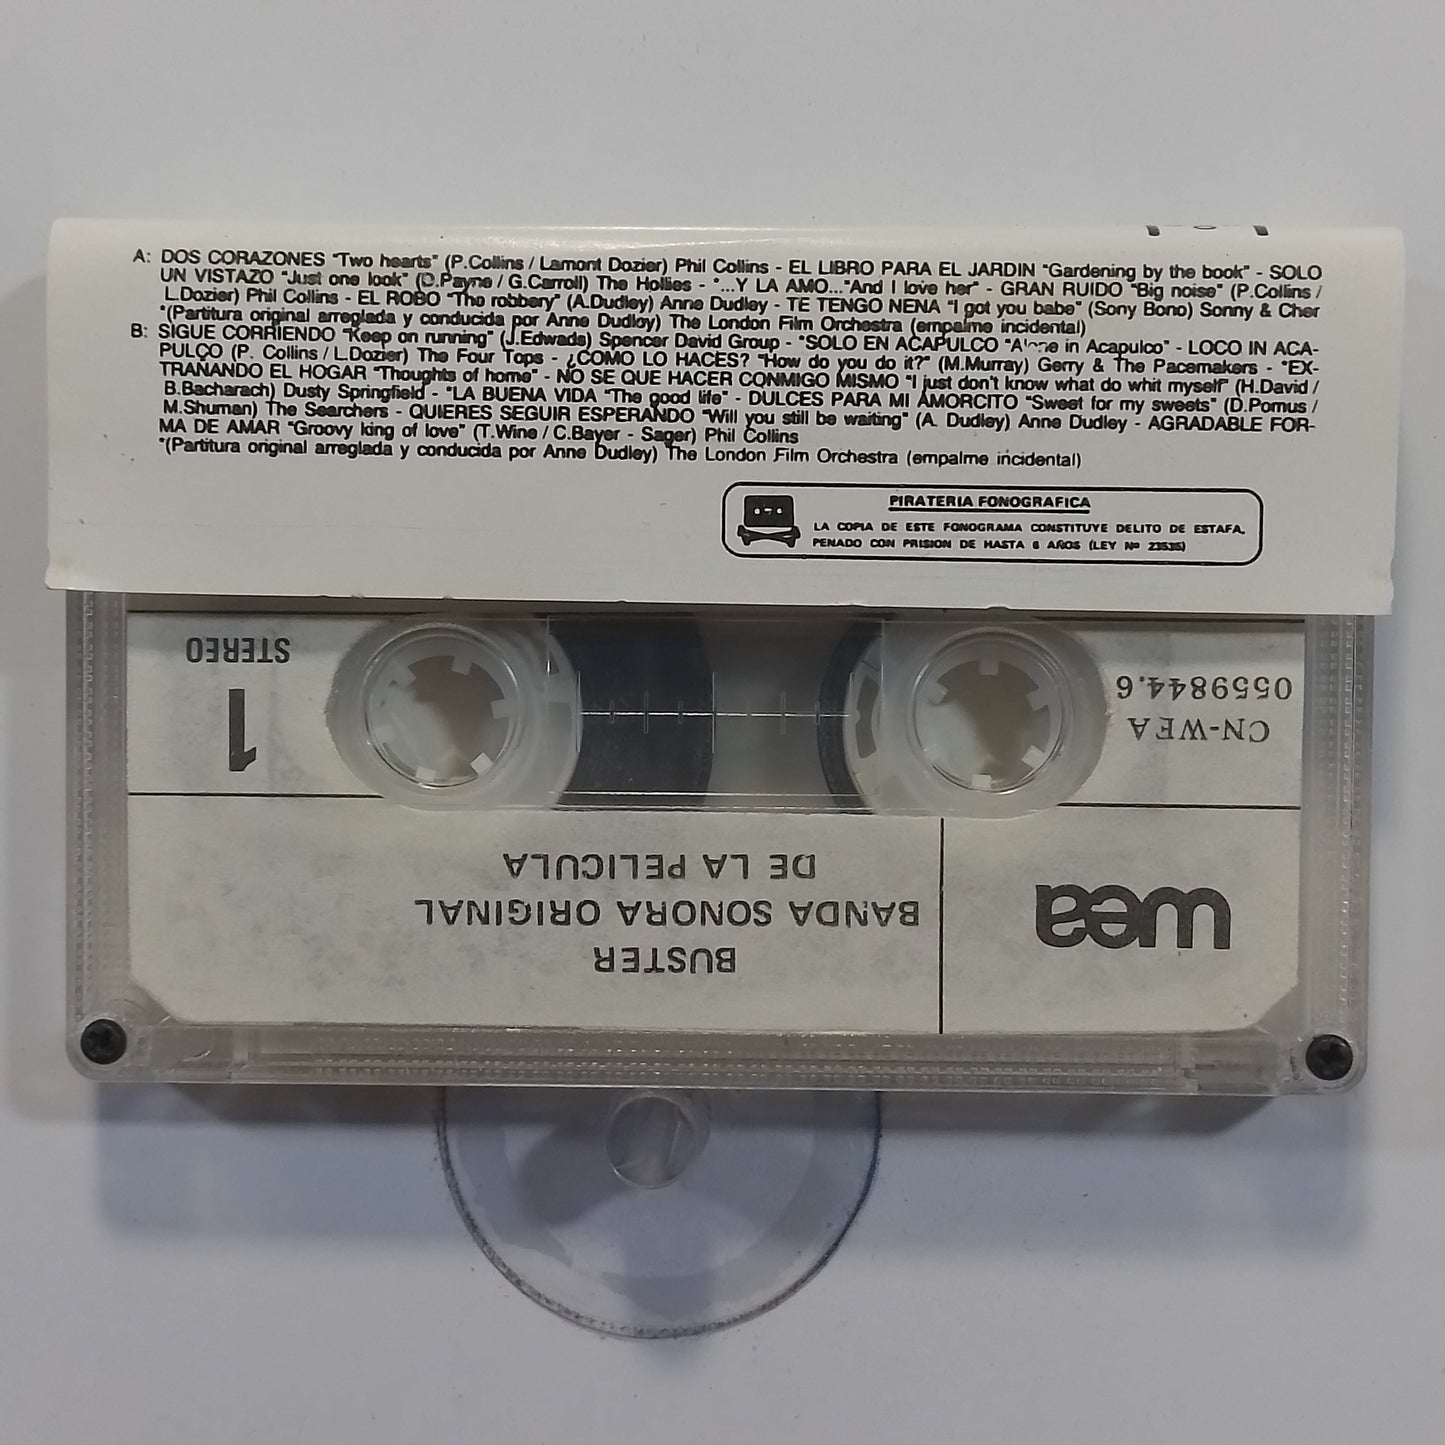 A: DOS CORAZONES "Two hearts" (P.Collins / Lamont Dozier) Phil Collins - EL LIBRO PARA EL JARDIN "Gardening by the book" - SOLO
UN VISTAZO "Just one look" (D.Payne / G.Carroll) The Hollies - *...Y LA AMO..."And I love her" - GRAN RUIDO "Big noise" (P.Collins /
L.Dozier) Phil Collins - EL ROBO "The robbery" (A.Dudley) Anne Dudley - TE TENGO NENA "I got you babe" (Sony Bono) Sonny & Cher
*(Partitura original arreglada y conducida por Anne Dudley) The London Film Orchestra (empalme incidental)
B: SIGUE CORRIENDO "Keep on running" (J.Edwads) Spencer David Group - *SOLO EN ACAPULCO "Alone in Acapulco" - LOCO IN ACA-
PULCO (P. Collins / L.Dozier) The Four Tops - ¿COMO LO HACES? "How do you do it?" (M.Murray) Gerry & The Pacemakers - *EX-
TRAÑANDO EL HOGAR "Thoughts of home" - NO SE QUE HACER CONMIGO MISMO "I just don't know what do whit myself" (H.David /
B.Bacharach) Dusty Springfield - *LA BUENA VIDA "The good life" - DULCES PARA MI AMORCITO "Sweet for my sweets" (D.Pomus /
M.Shuman) The Searchers - QUIERES SEGUIR ESPERANDO "Will you still be waiting" (A. Dudley) Anne Dudley - AGRADABLE FOR-
MA DE AMAR "Groovy king of love" (T.Wine / C.Bayer - Sager) Phil Collins
*(Partitura original arreglada y conducida por Anne Dudley) The London Film Orchestra (empalme incidental)
PIRATERIA FONOGRAFICA
LA COPIA DE ESTE FONOGRAMA CONSTITUYE DELITO DE ESTAFA,
PENADO CON PRISION DE HASTA 6 AÑOS (LEY Nº 23535)
wea
BUSTER
BANDA SONORA ORIGINAL
DE LA PELICULA
CN-WEA
0559844.6
1
STEREO